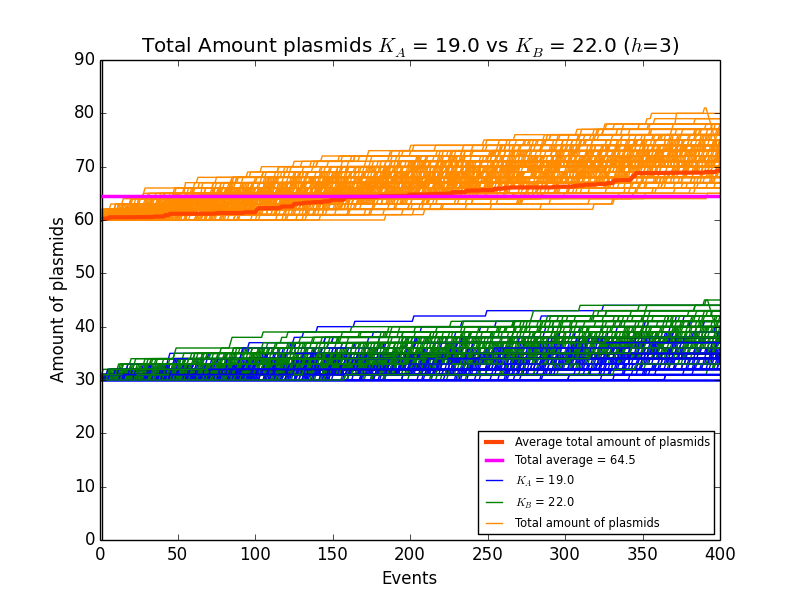 Total Amount plasmids K_A = 19.0 vs K_B = 22.0 (h=3)
90
80
70
60
50
40
30
20
10
0
Amount of plasmids
Average total amount of plasmids
Total average = 64.5
K_A = 19.0
K_B = 22.0
Total amount of plasmids
0 50 100 150 200 250 300 350 400
Events